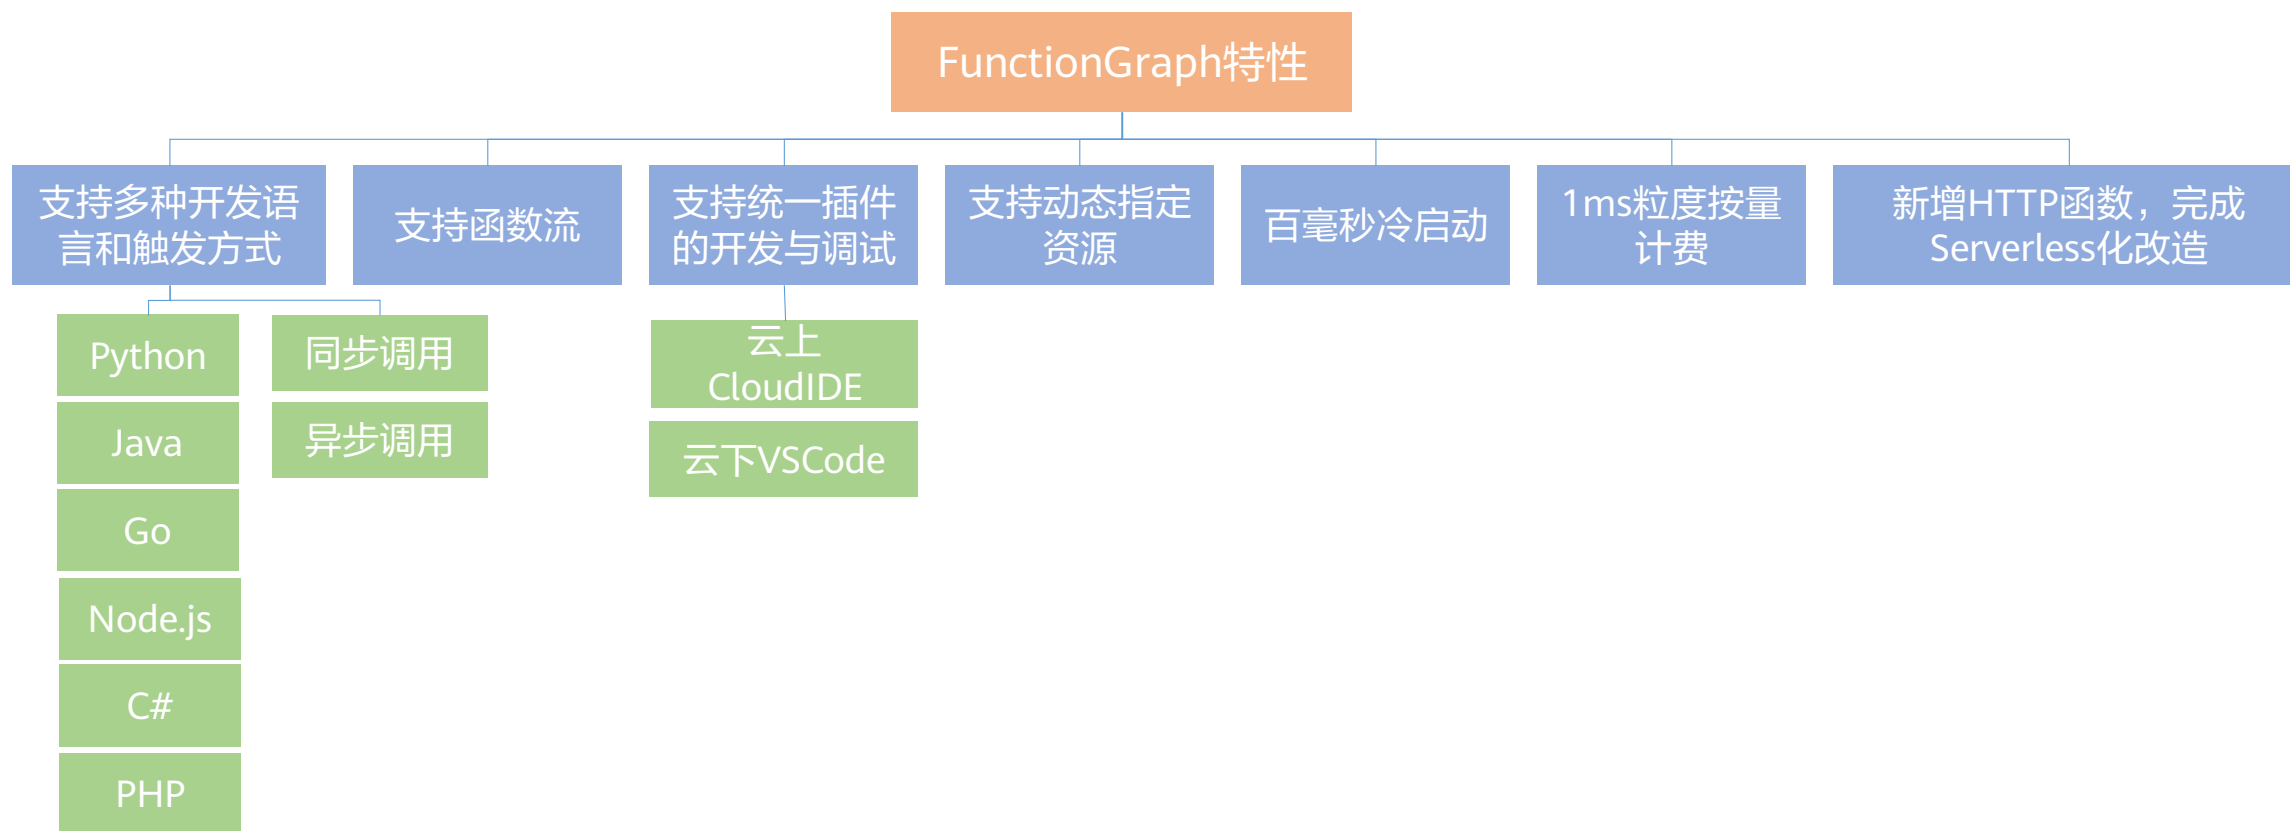 FunctionGraph特性
支持多种开发语
言和触发方式
支持函数流
支持统一插件
的开发与调试
支持动态指定
资源
百毫秒冷启动
1ms粒度按量
计费
新增HTTP函数，完成
Serverless化改造
Python
Java
Go
Node.js
C#
PHP
同步调用
异步调用
云上
CloudIDE
云下VSCode